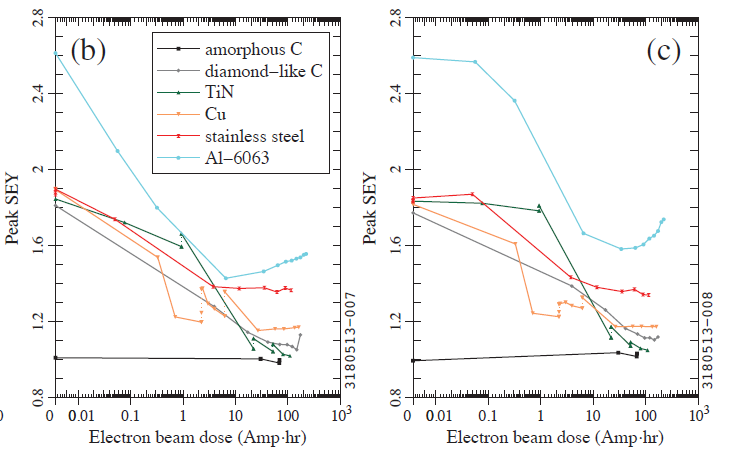 2.8
2.4
2
1.6
1.2
0.8
Peak SEY
(b)
amorphous C
diamond−like C
TiN
Cu
stainless steel
Al−6063
3180513−007
0 0.01 0.1 1 10 100 10³
Electron beam dose (Amp·hr)
2.8
2.4
2
1.6
1.2
0.8
Peak SEY
(c)
3180513−008
0 0.01 0.1 1 10 100 10³
Electron beam dose (Amp·hr)